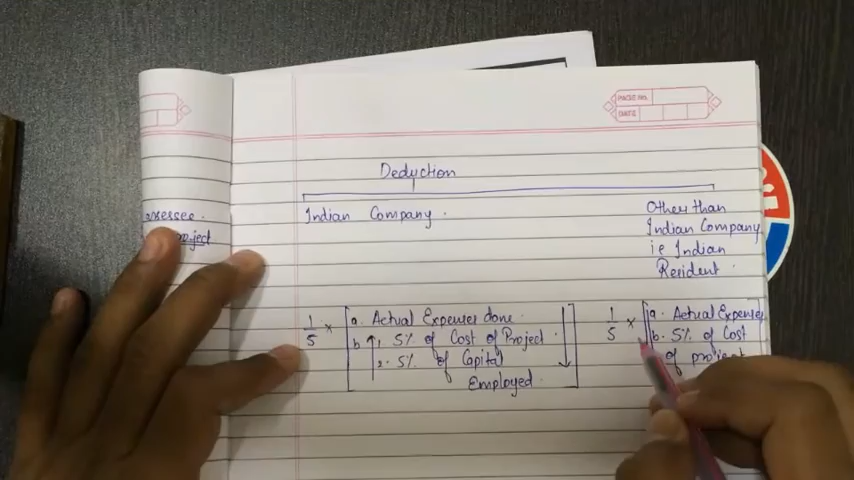 PAGE No.
DATE
Deduction
assessee.
project
Indian Company.
Other than
Indian Company
ie Indian
Resident.
1/5 × [a. Actual Expenses done.
b ↑ 1. 5% of Cost of Project.
2. 5% of Capital
Employed. ↓]
1/5 × [a. Actual Expenses
b. 5% of Cost
of project